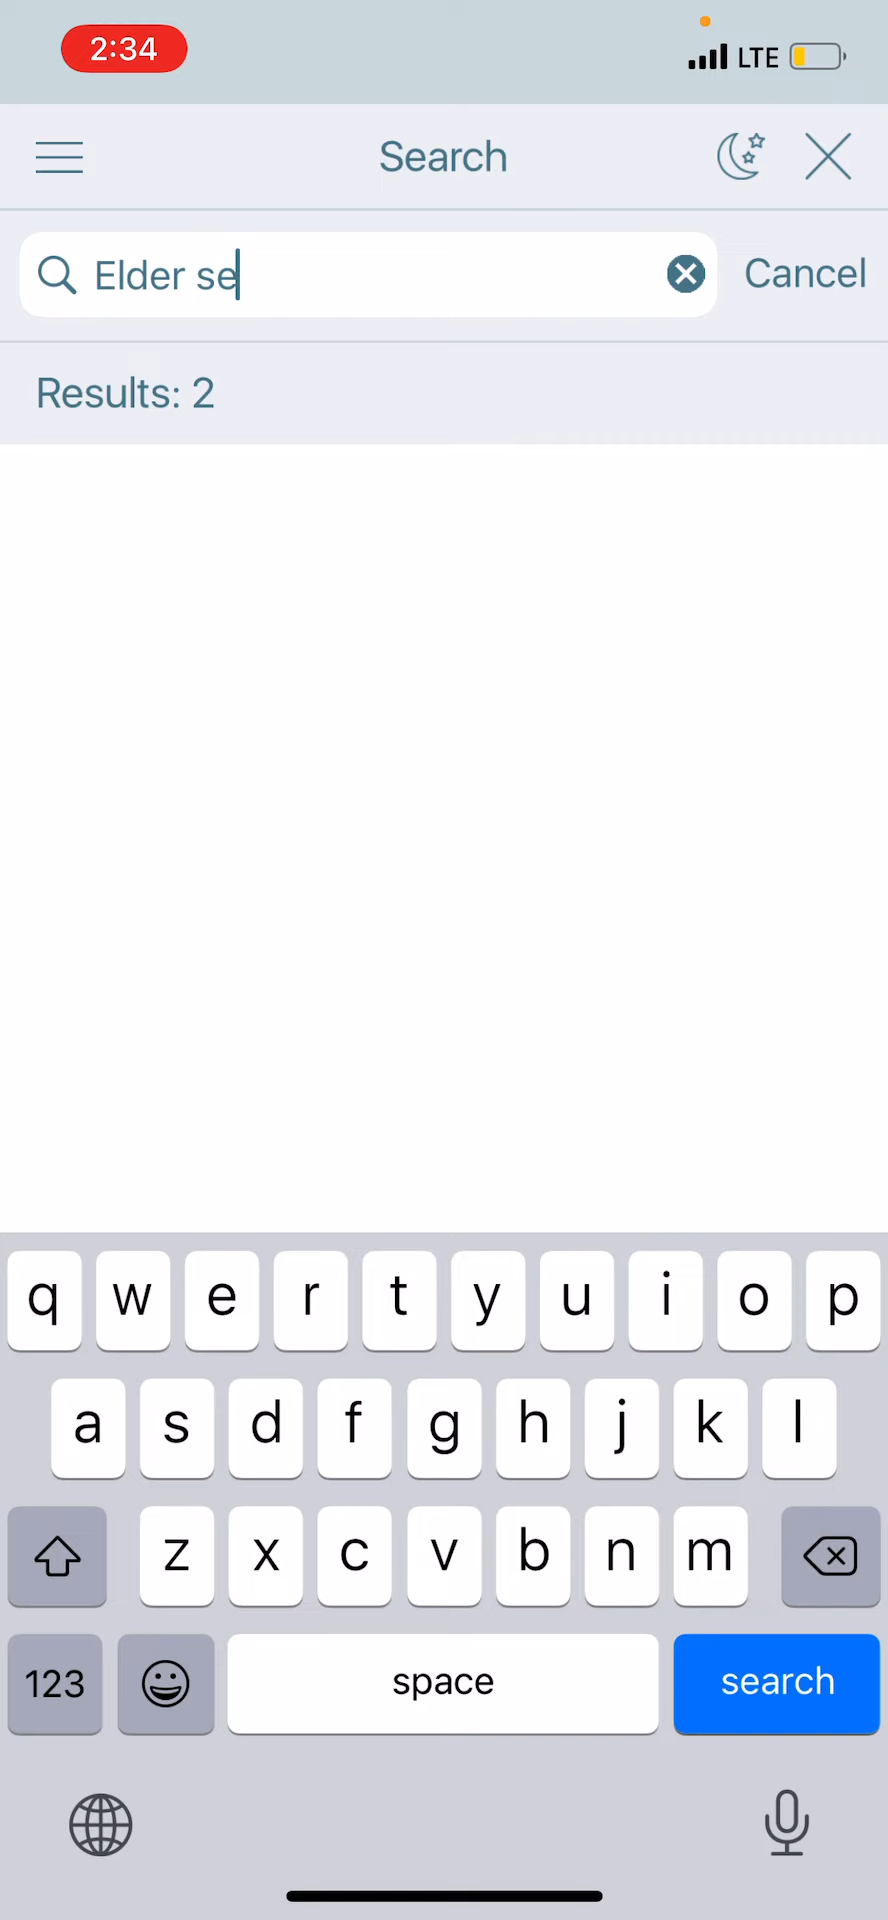 2:34
LTE
Search
Elder se
Cancel
Results: 2
q w e r t y u i o p
a s d f g h j k l
z x c v b n m
123 space search